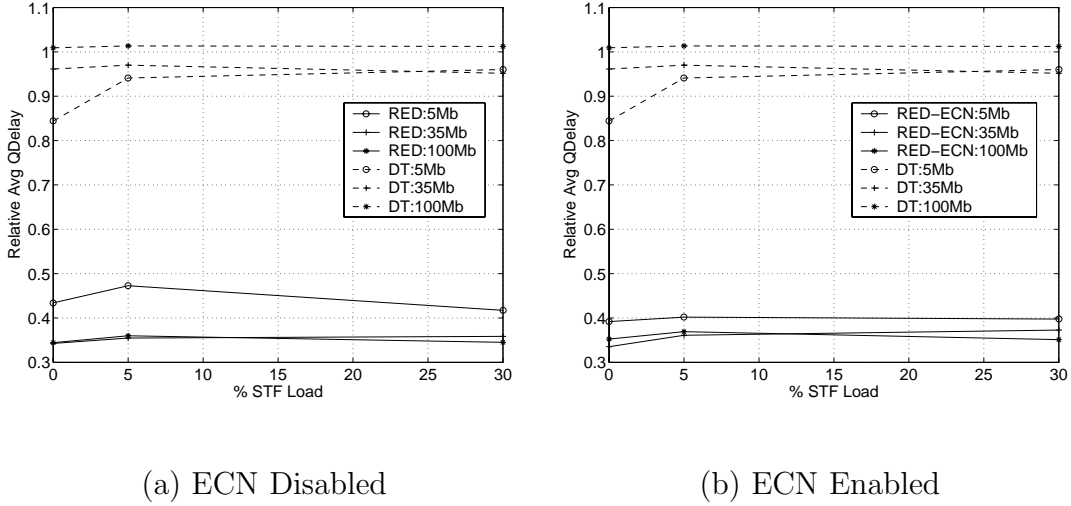 1.1
1
0.9
0.8
0.7
0.6
0.5
0.4
0.3
Relative Avg QDelay
RED:5Mb
RED:35Mb
RED:100Mb
DT:5Mb
DT:35Mb
DT:100Mb
0 5 10 15 20 25 30
% STF Load
(a) ECN Disabled
1.1
1
0.9
0.8
0.7
0.6
0.5
0.4
0.3
Relative Avg QDelay
RED-ECN:5Mb
RED-ECN:35Mb
RED-ECN:100Mb
DT:5Mb
DT:35Mb
DT:100Mb
0 5 10 15 20 25 30
% STF Load
(b) ECN Enabled